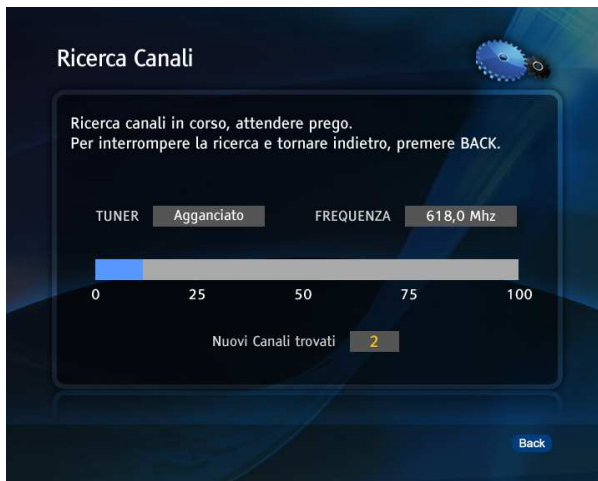 Ricerca Canali
Ricerca canali in corso, attendere prego.
Per interrompere la ricerca e tornare indietro, premere BACK.
TUNER Agganciato FREQUENZA 618,0 Mhz
0 25 50 75 100
Nuovi Canali trovati 2
Back